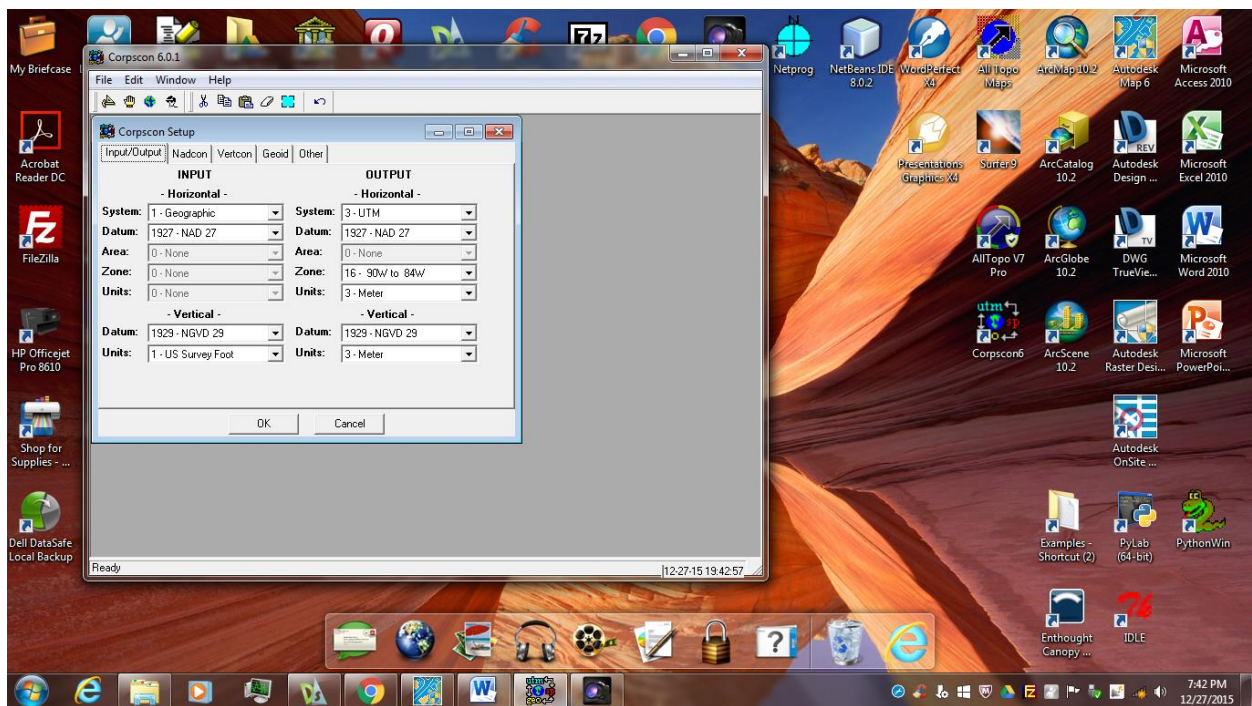 Corpscon 6.0.1
File Edit Window Help
Corpscon Setup
Input/Output Nadcon Vertcon Geoid Other
INPUT OUTPUT
- Horizontal - - Horizontal -
System: 1 - Geographic System: 3 - UTM
Datum: 1927 - NAD 27 Datum: 1927 - NAD 27
Area: 0 - None Area: 0 - None
Zone: 0 - None Zone: 16 - 90W to 84W
Units: 0 - None Units: 3 - Meter
- Vertical - - Vertical -
Datum: 1929 - NGVD 29 Datum: 1929 - NGVD 29
Units: 1 - US Survey Foot Units: 3 - Meter
OK Cancel
Ready 12-27-15 19:42:57
My Briefcase
Acrobat
Reader DC
FileZilla
HP Officejet
Pro 8610
Shop for
Supplies - ...
Dell DataSafe
Local Backup
Netprog
NetBeans IDE
8.0.2
WordPerfect
X4
All Topo
Maps
ArcMap 10.2
Autodesk
Map 6
Microsoft
Access 2010
Presentations
Graphics X4
Surfer 9
ArcCatalog
10.2
REV
Autodesk
Design ...
Microsoft
Excel 2010
AllTopo V7
Pro
ArcGlobe
10.2
TV
DWG
TrueVie...
Microsoft
Word 2010
utm
sp
Corpscon6
ArcScene
10.2
Autodesk
Raster Desi...
Microsoft
PowerPoi...
Autodesk
OnSite ...
Examples -
Shortcut (2)
PyLab
(64-bit)
PythonWin
Enthought
Canopy ...
IDLE
7:42 PM
12/27/2015